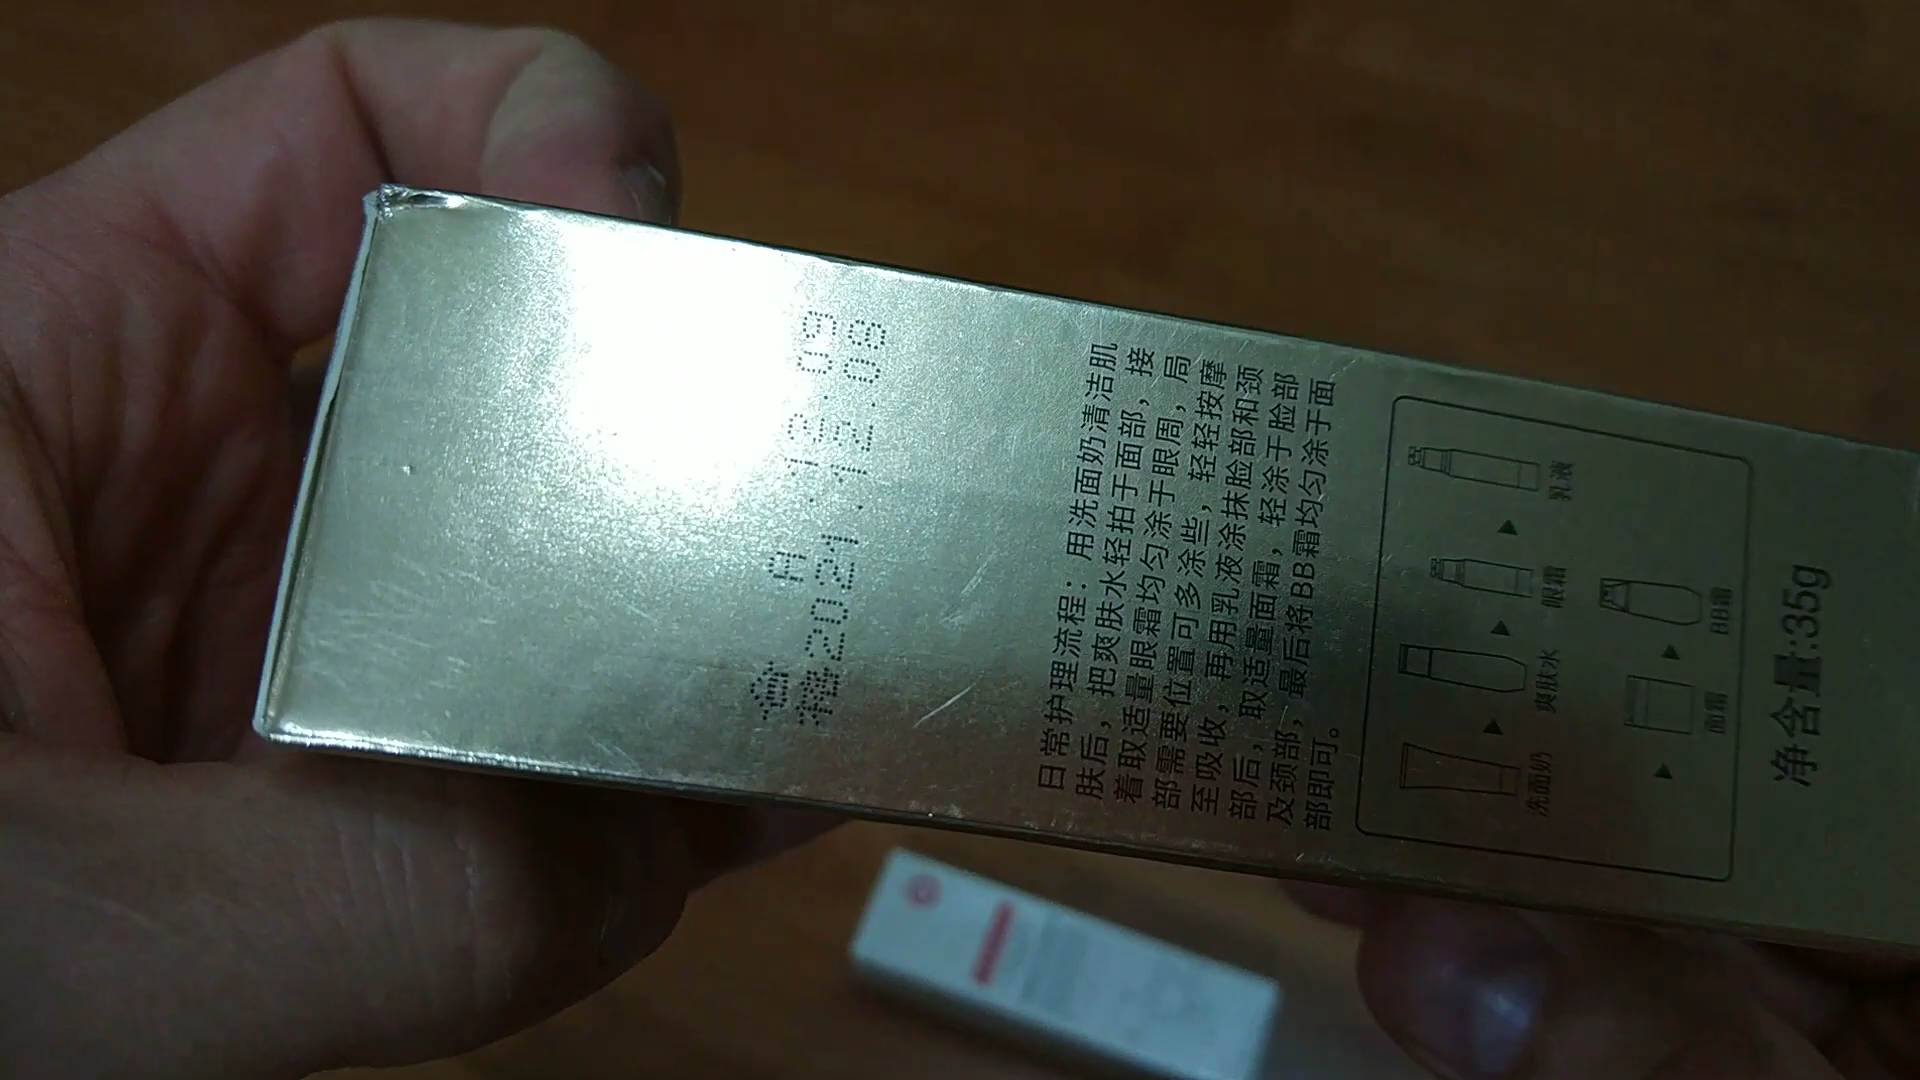 日常护理流程：用洗面奶清洁肌
肤后，把爽肤水轻拍于面部，接
着取适量眼霜均匀涂于眼周，局
部需要位置可多涂些，轻轻按摩
至吸收，再用乳液涂抹脸部和颈
部后，取适量面霜，轻涂于脸部
及颈部，最后将BB霜均匀涂于面
部即可。
洗面奶
爽肤水
眼霜
乳液
面霜
BB霜
净含量:35g